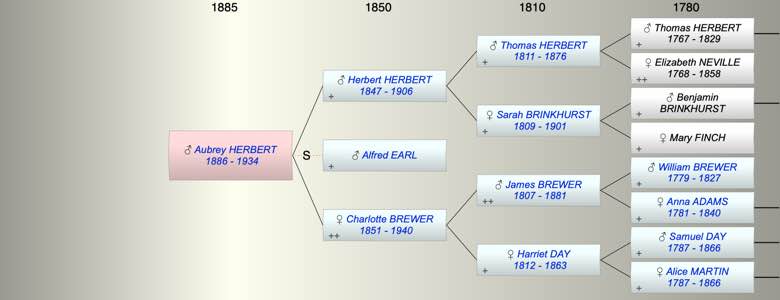 1885
1850
1810
1780
♂ Aubrey HERBERT
1886 - 1934
S
♂ Herbert HERBERT
1847 - 1906
+
♂ Alfred EARL
+
♀ Charlotte BREWER
1851 - 1940
++
♂ Thomas HERBERT
1811 - 1876
+
♀ Sarah BRINKHURST
1809 - 1901
+
♂ James BREWER
1807 - 1881
++
♀ Harriet DAY
1812 - 1863
+
♂ Thomas HERBERT
1767 - 1829
+
♀ Elizabeth NEVILLE
1768 - 1858
++
♂ Benjamin
BRINKHURST
+
♀ Mary FINCH
+
♂ William BREWER
1779 - 1827
+
♀ Anna ADAMS
1781 - 1840
+
♂ Samuel DAY
1787 - 1866
+
♀ Alice MARTIN
1787 - 1866
+